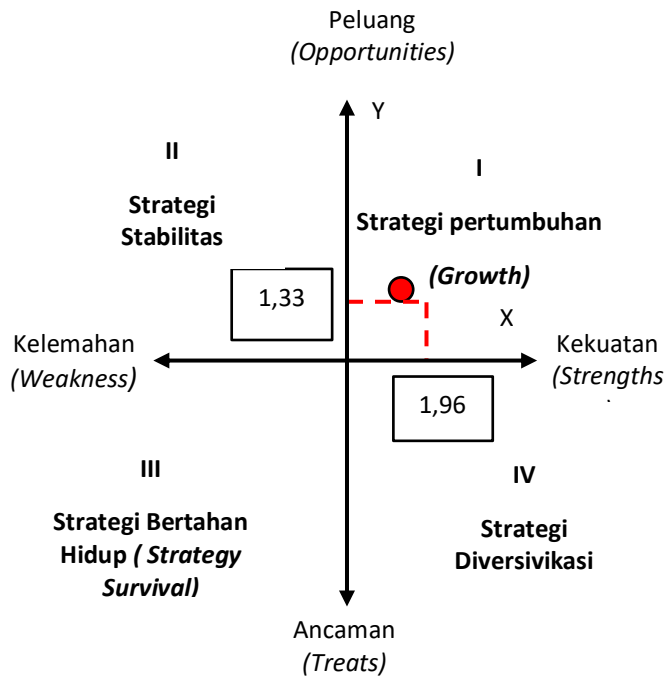 Peluang
(Opportunities)
Y
II
Strategi
Stabilitas
I
Strategi pertumbuhan
(Growth)
1,33
X
Kelemahan
(Weakness)
Kekuatan
(Strengths
1,96
III
Strategi Bertahan
Hidup ( Strategy
Survival)
IV
Strategi
Diversivikasi
Ancaman
(Treats)